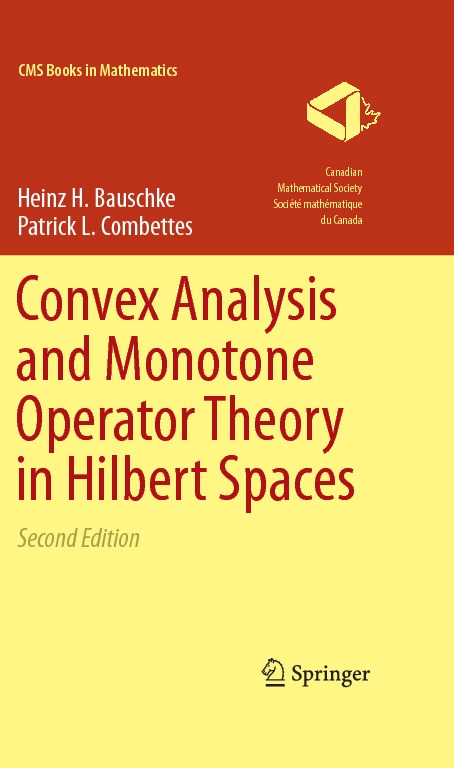 CMS Books in Mathematics
Canadian
Mathematical Society
Société mathématique
du Canada
Heinz H. Bauschke
Patrick L. Combettes
Convex Analysis
and Monotone
Operator Theory
in Hilbert Spaces
Second Edition
Springer